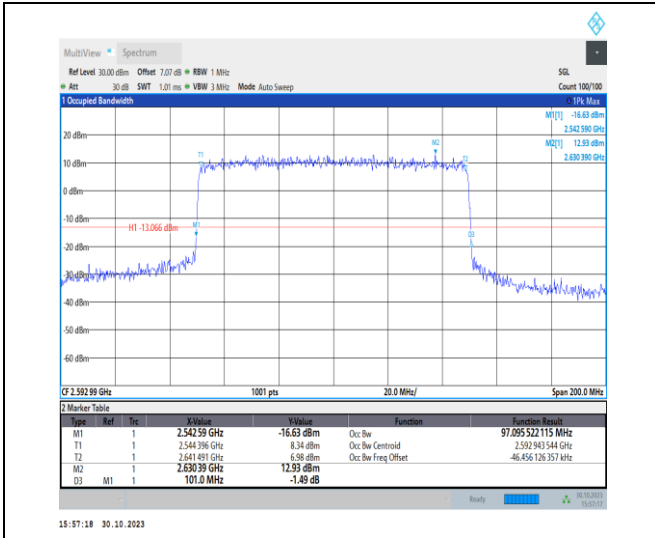 MultiView Spectrum
Ref Level 30.00 dBm Offset 7.07 dB RBW 1 MHz SGL
Att 30 dB SWT 1.01 ms VBW 3 MHz Mode Auto Sweep Count 100/100
1 Occupied Bandwidth 1Pk Max
M1[1] -16.63 dBm
2.542 590 GHz
M2[1] 12.93 dBm
2.630 390 GHz
20 dBm
M2
T1
T2
10 dBm
0 dBm
-10 dBm
H1 -13.066 dBm
M1
D3
-20 dBm
-30 dBm
-40 dBm
-50 dBm
-60 dBm
CF 2.592 99 GHz 1001 pts 20.0 MHz/ Span 200.0 MHz
2 Marker Table
Type Ref Trc X-Value Y-Value Function Function Result
M1 1 2.542 59 GHz -16.63 dBm Occ Bw 97.095 522 115 MHz
T1 1 2.544 396 GHz 8.34 dBm Occ Bw Centroid 2.592 943 544 GHz
T2 1 2.641 491 GHz 6.98 dBm Occ Bw Freq Offset -46.456 126 357 kHz
M2 1 2.630 39 GHz 12.93 dBm
D3 M1 1 101.0 MHz -1.49 dB
Ready 30.10.2023
15:57:17
15:57:18 30.10.2023